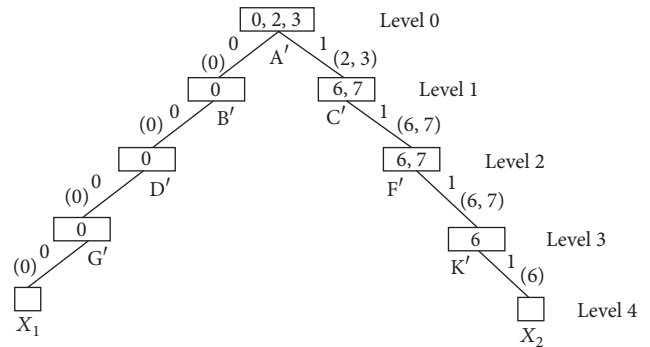 0, 2, 3 Level 0
0 A′ 1
(0) (2, 3)
0 6, 7 Level 1
0 B′ C′ 1
(0) (6, 7)
0 6, 7 Level 2
0 D′ F′ 1
(0) (6, 7)
0 6 Level 3
0 G′ K′ 1
(0) (6)
X1 X2 Level 4